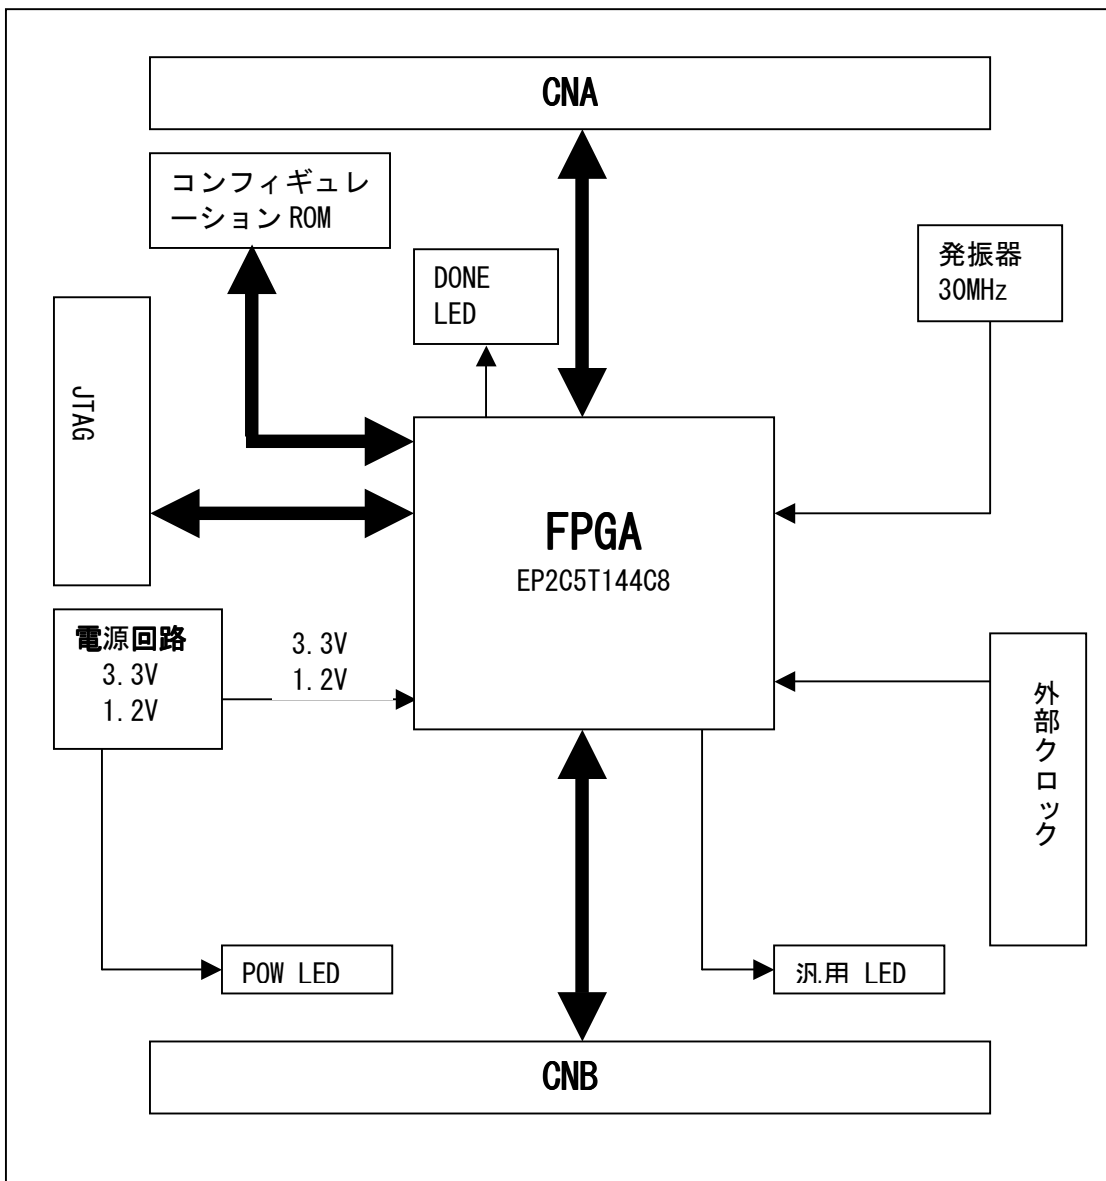 CNA
コンフィギュレ
ーション ROM
DONE
LED
発振器
30MHz
JTAG
FPGA
EP2C5T144C8
電源回路
3.3V
1.2V
3.3V
1.2V
外部クロック
POW LED
汎用 LED
CNB